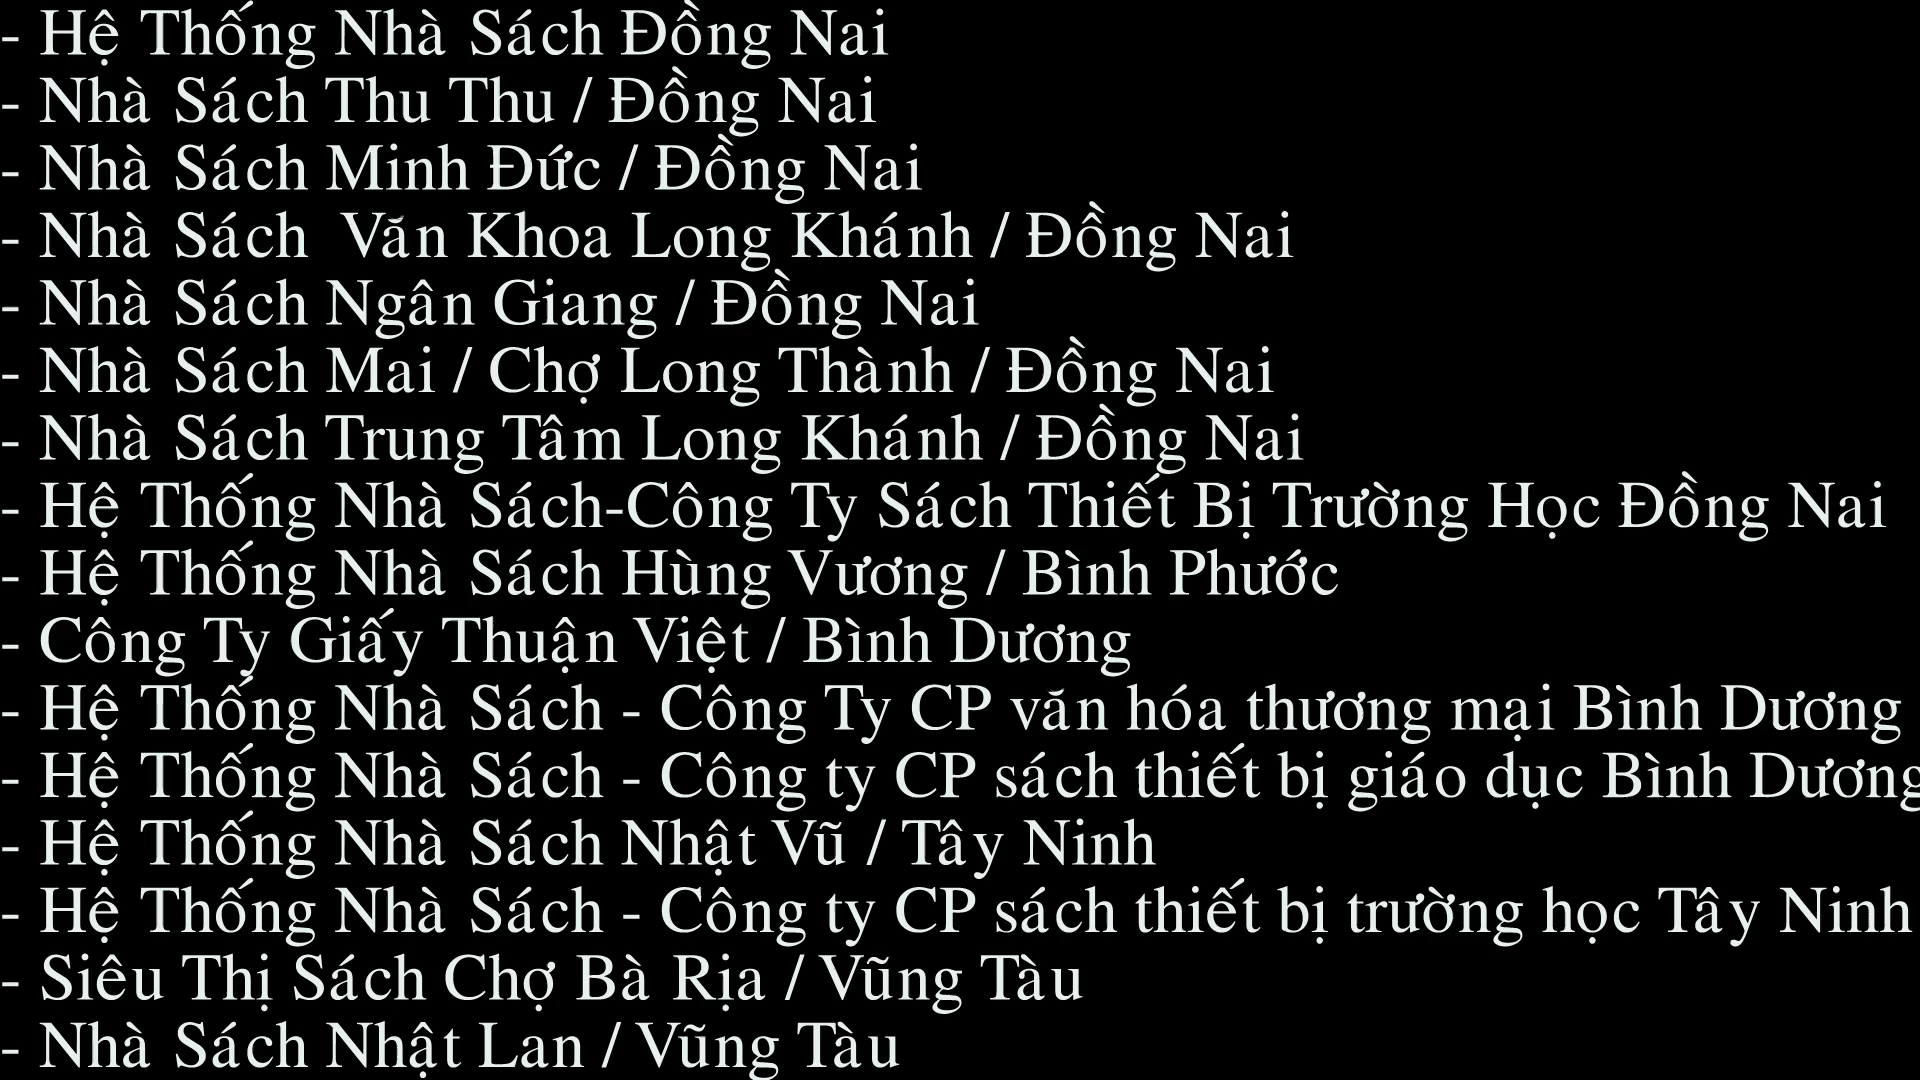 - Hệ Thống Nhà Sách Đồng Nai
- Nhà Sách Thu Thu / Đồng Nai
- Nhà Sách Minh Đức / Đồng Nai
- Nhà Sách  Văn Khoa Long Khánh / Đồng Nai
- Nhà Sách Ngân Giang / Đồng Nai
- Nhà Sách Mai / Chợ Long Thành / Đồng Nai
- Nhà Sách Trung Tâm Long Khánh / Đồng Nai
- Hệ Thống Nhà Sách-Công Ty Sách Thiết Bị Trường Học Đồng Nai
- Hệ Thống Nhà Sách Hùng Vương / Bình Phước
- Công Ty Giấy Thuận Việt / Bình Dương
- Hệ Thống Nhà Sách - Công Ty CP văn hóa thương mại Bình Dương
- Hệ Thống Nhà Sách - Công ty CP sách thiết bị giáo dục Bình Dương
- Hệ Thống Nhà Sách Nhật Vũ / Tây Ninh
- Hệ Thống Nhà Sách - Công ty CP sách thiết bị trường học Tây Ninh
- Siêu Thị Sách Chợ Bà Rịa / Vũng Tàu
- Nhà Sách Nhật Lan / Vũng Tàu